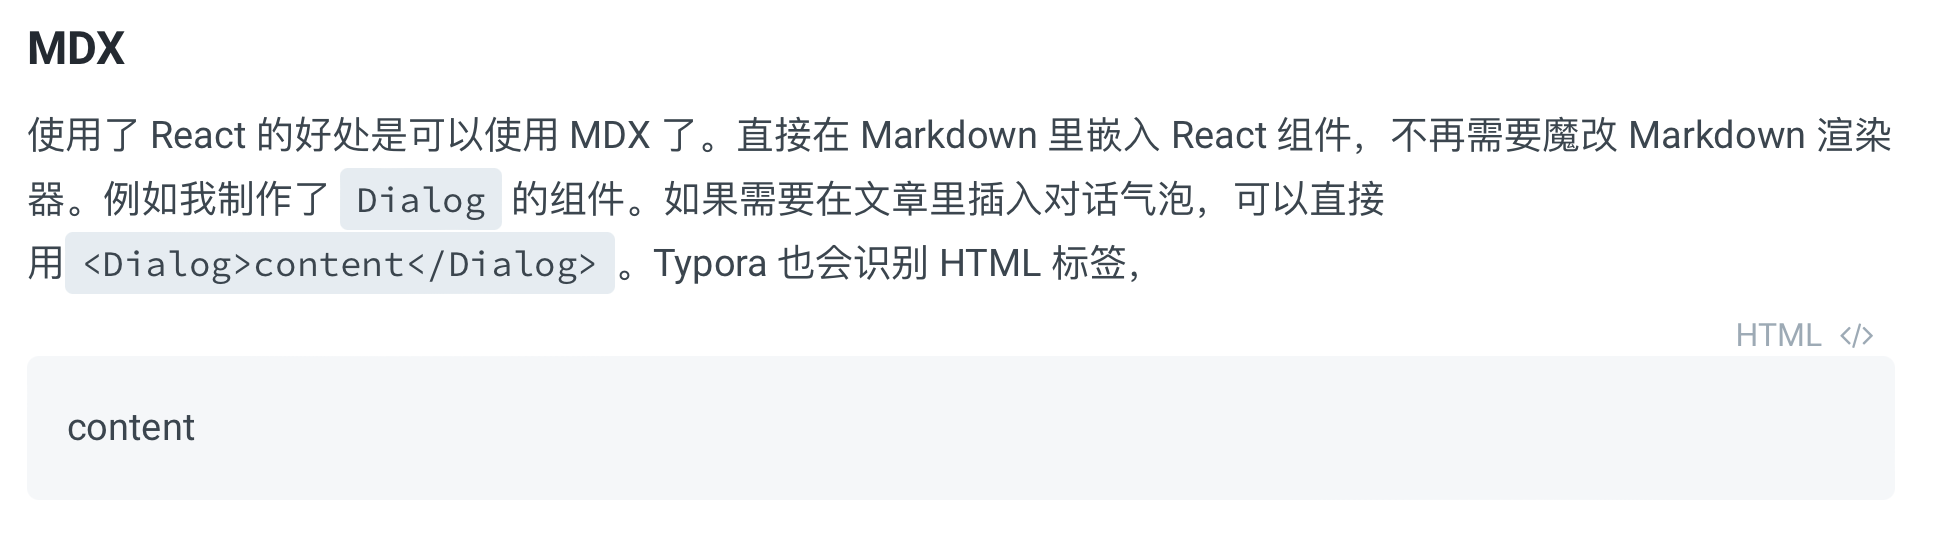 MDX
使用了 React 的好处是可以使用 MDX 了。直接在 Markdown 里嵌入 React 组件，不再需要魔改 Markdown 渲染
器。例如我制作了 Dialog 的组件。如果需要在文章里插入对话气泡，可以直接
用 <Dialog>content</Dialog> 。Typora 也会识别 HTML 标签，
HTML </>
content